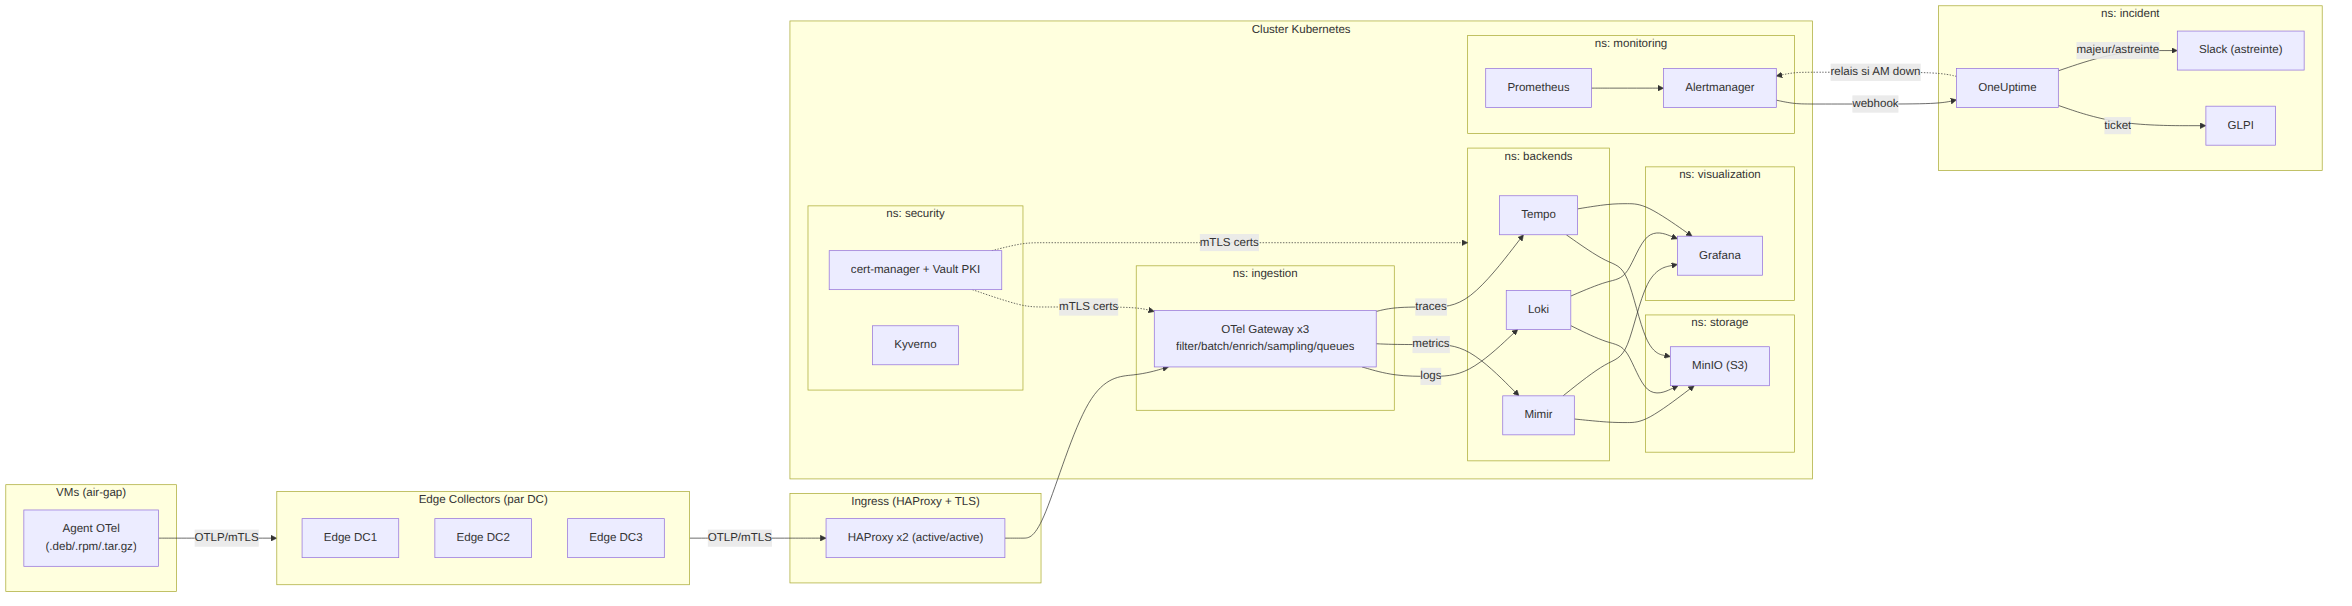 VMs (air-gap)
Agent OTel
(.deb/.rpm/.tar.gz)
OTLP/mTLS
Edge Collectors (par DC)
Edge DC1
Edge DC2
Edge DC3
OTLP/mTLS
Ingress (HAProxy + TLS)
HAProxy x2 (active/active)
Cluster Kubernetes
ns: security
cert-manager + Vault PKI
Kyverno
mTLS certs
mTLS certs
ns: ingestion
OTel Gateway x3
filter/batch/enrich/sampling/queues
traces
metrics
logs
ns: monitoring
Prometheus
Alertmanager
ns: backends
Tempo
Loki
Mimir
ns: visualization
Grafana
ns: storage
MinIO (S3)
relais si AM down
webhook
ns: incident
OneUptime
majeur/astreinte
Slack (astreinte)
ticket
GLPI